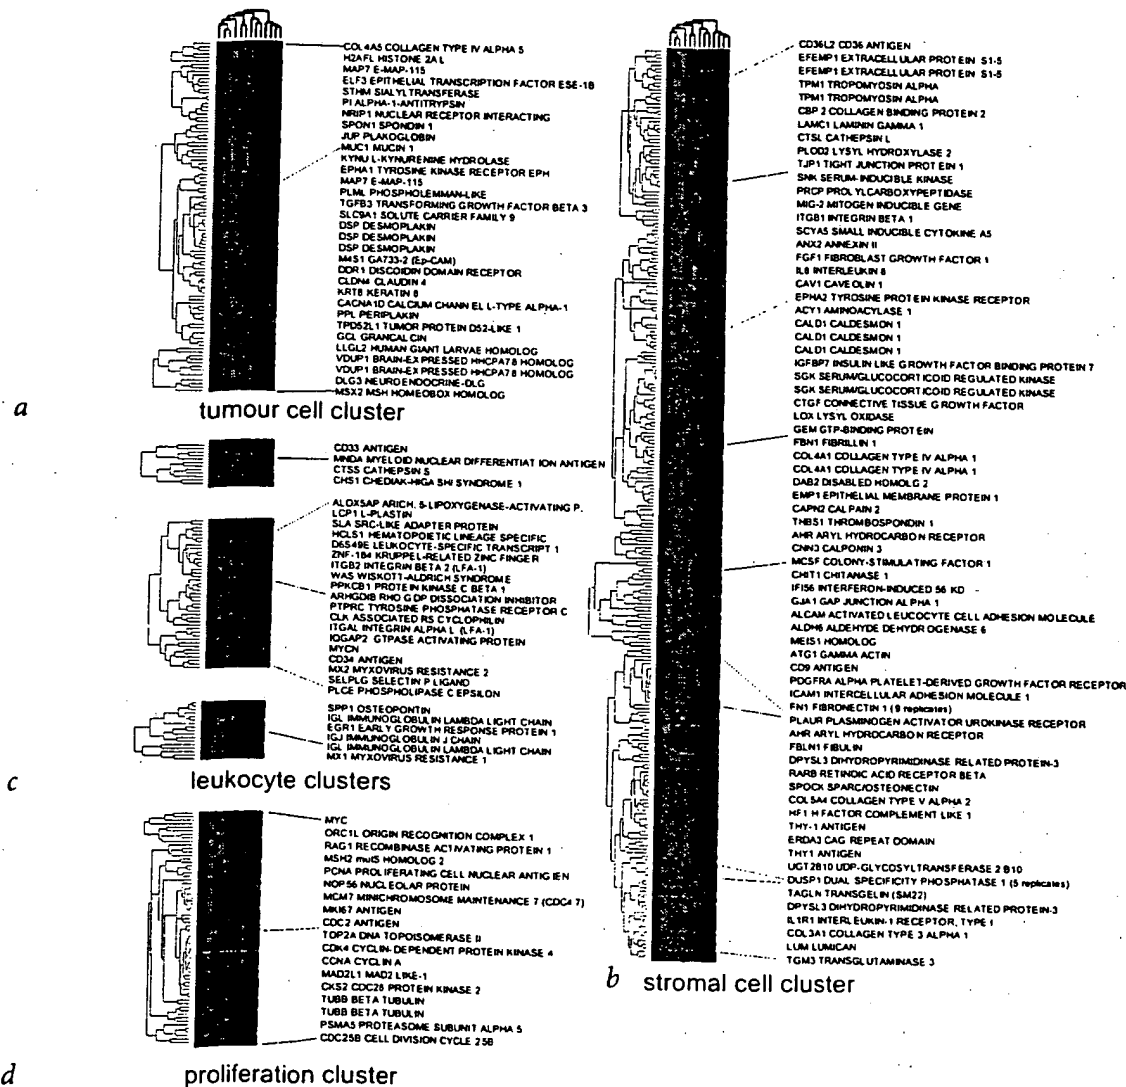 COL4A5 COLLAGEN TYPE IV ALPHA 5
H2AFL HISTONE 2A L
MAP7 E-MAP-115
ELF3 EPITHELIAL TRANSCRIPTION FACTOR ESE-1B
STHM SIALYLTRANSFERASE
PI ALPHA-1-ANTITRYPSIN
NRIP1 NUCLEAR RECEPTOR INTERACTING
SPON1 SPONDIN 1
JUP PLAKOGLOBIN
MUC1 MUCIN 1
KYNU L-KYNURENINE HYDROLASE
EPHA1 TYROSINE KINASE RECEPTOR EPH
MAP7 E-MAP-115
PLML PHOSPHOLEMMAN-LIKE
TGFB3 TRANSFORMING GROWTH FACTOR BETA 3
SLC9A1 SOLUTE CARRIER FAMILY 9
DSP DESMOPLAKIN
DSP DESMOPLAKIN
DSP DESMOPLAKIN
M4S1 GA733-2 (Ep-CAM)
DDR1 DISCOIDIN DOMAIN RECEPTOR
CLDN4 CLAUDIN 4
KRT8 KERATIN 8
CACNA1D CALCIUM CHANNEL L-TYPE ALPHA-1
PPL PERIPLAKIN
TPD52L1 TUMOR PROTEIN D52-LIKE 1
GCL GRANCALCIN
LLGL2 HUMAN GIANT LARVAE HOMOLOG
VDUP1 BRAIN-EXPRESSED HHCPA78 HOMOLOG
VDUP1 BRAIN-EXPRESSED HHCPA78 HOMOLOG
DLG3 NEUROENDOCRINE-DLG
MSX2 MSH HOMEOBOX HOMOLOG
a
tumour cell cluster
CD33 ANTIGEN
MNDA MYELOID NUCLEAR DIFFERENTIATION ANTIGEN
CTSS CATHEPSIN S
CHS1 CHEDIAK-HIGASHI SYNDROME 1
ALOX5AP ARICH. 5-LIPOXYGENASE-ACTIVATING P.
LCP1 L-PLASTIN
SLA SRC-LIKE ADAPTER PROTEIN
HCLS1 HEMATOPOIETIC LINEAGE SPECIFIC
D6S49E LEUKOCYTE-SPECIFIC TRANSCRIPT 1
ZNF-184 KRUPPEL-RELATED ZINC FINGER
ITGB2 INTEGRIN BETA 2 (LFA-1)
WAS WISKOTT-ALDRICH SYNDROME
PPKCB1 PROTEIN KINASE C BETA 1
ARHGDIB RHO GDP DISSOCIATION INHIBITOR
PTPRC TYROSINE PHOSPHATASE RECEPTOR C
CLK ASSOCIATED RS CYCLOPHILIN
ITGAL INTEGRIN ALPHA L (LFA-1)
IQGAP2 GTPASE ACTIVATING PROTEIN
MYCN
CD34 ANTIGEN
MX2 MYXOVIRUS RESISTANCE 2
SELPLG SELECTIN P LIGAND
PLCE PHOSPHOLIPASE C EPSILON
SPP1 OSTEOPONTIN
IGL IMMUNOGLOBULIN LAMBDA LIGHT CHAIN
EGR1 EARLY GROWTH RESPONSE PROTEIN 1
IGJ IMMUNOGLOBULIN J CHAIN
IGL IMMUNOGLOBULIN LAMBDA LIGHT CHAIN
MX1 MYXOVIRUS RESISTANCE 1
c
leukocyte clusters
MYC
ORC1L ORIGIN RECOGNITION COMPLEX 1
RAG1 RECOMBINASE ACTIVATING PROTEIN 1
MSH2 mutS HOMOLOG 2
PCNA PROLIFERATING CELL NUCLEAR ANTIGEN
NOP56 NUCLEOLAR PROTEIN
MCM7 MINICHROMOSOME MAINTENANCE 7 (CDC47)
MKI67 ANTIGEN
CDC2 ANTIGEN
TOP2A DNA TOPOISOMERASE II
CDK4 CYCLIN-DEPENDENT PROTEIN KINASE 4
CCNA CYCLIN A
MAD2L1 MAD2 LIKE-1
CKS2 CDC28 PROTEIN KINASE 2
TUBB BETA TUBULIN
TUBB BETA TUBULIN
PSMA5 PROTEASOME SUBUNIT ALPHA 5
CDC25B CELL DIVISION CYCLE 25B
d
proliferation cluster
CD36L2 CD36 ANTIGEN
EFEMP1 EXTRACELLULAR PROTEIN S1-5
EFEMP1 EXTRACELLULAR PROTEIN S1-5
TPM1 TROPOMYOSIN ALPHA
TPM1 TROPOMYOSIN ALPHA
CBP2 COLLAGEN BINDING PROTEIN 2
LAMC1 LAMININ GAMMA 1
CTSL CATHEPSIN L
PLOD2 LYSYL HYDROXYLASE 2
TJP1 TIGHT JUNCTION PROTEIN 1
SNK SERUM-INDUCIBLE KINASE
PRCP PROLYLCARBOXYPEPTIDASE
MIG-2 MITOGEN INDUCIBLE GENE
ITGB1 INTEGRIN BETA 1
SCYA5 SMALL INDUCIBLE CYTOKINE A5
ANX2 ANNEXIN II
FGF1 FIBROBLAST GROWTH FACTOR 1
IL8 INTERLEUKIN 8
CAV1 CAVEOLIN 1
EPHA2 TYROSINE PROTEIN KINASE RECEPTOR
ACY1 AMINOACYLASE 1
CALD1 CALDESMON 1
CALD1 CALDESMON 1
CALD1 CALDESMON 1
IGFBP7 INSULIN LIKE GROWTH FACTOR BINDING PROTEIN 7
SGK SERUM/GLUCOCORTICOID REGULATED KINASE
SGK SERUM/GLUCOCORTICOID REGULATED KINASE
CTGF CONNECTIVE TISSUE GROWTH FACTOR
LOX LYSYL OXIDASE
GEM GTP-BINDING PROTEIN
FBN1 FIBRILLIN 1
COL4A1 COLLAGEN TYPE IV ALPHA 1
COL4A1 COLLAGEN TYPE IV ALPHA 1
DAB2 DISABLED HOMOLG 2
EMP1 EPITHELIAL MEMBRANE PROTEIN 1
CAPN2 CALPAIN 2
THBS1 THROMBOSPONDIN 1
AHR ARYL HYDROCARBON RECEPTOR
CNN3 CALPONIN 3
MCSF COLONY-STIMULATING FACTOR 1
CHIT1 CHITANASE 1
IFI56 INTERFERON-INDUCED 56 KD
GJA1 GAP JUNCTION ALPHA 1
ALCAM ACTIVATED LEUCOCYTE CELL ADHESION MOLECULE
ALDH6 ALDEHYDE DEHYDROGENASE 6
MEIS1 HOMOLOG
ATG1 GAMMA ACTIN
CD9 ANTIGEN
PDGFRA ALPHA PLATELET-DERIVED GROWTH FACTOR RECEPTOR
ICAM1 INTERCELLULAR ADHESION MOLECULE 1
FN1 FIBRONECTIN 1 (9 replicates)
PLAUR PLASMINOGEN ACTIVATOR UROKINASE RECEPTOR
AHR ARYL HYDROCARBON RECEPTOR
FBLN1 FIBULIN
DPYSL3 DIHYDROPYRIMIDINASE RELATED PROTEIN-3
RARB RETINOIC ACID RECEPTOR BETA
SPOCK SPARC/OSTEONECTIN
COL5A4 COLLAGEN TYPE V ALPHA 2
HF1 H FACTOR COMPLEMENT LIKE 1
THY-1 ANTIGEN
ERDA3 CAG REPEAT DOMAIN
THY1 ANTIGEN
UGT2B10 UDP-GLYCOSYLTRANSFERASE 2 B10
DUSP1 DUAL SPECIFICITY PHOSPHATASE 1 (5 replicates)
TAGLN TRANSGELIN (SM22)
DPYSL3 DIHYDROPYRIMIDINASE RELATED PROTEIN-3
IL1R1 INTERLEUKIN-1 RECEPTOR, TYPE I
COL3A1 COLLAGEN TYPE 3 ALPHA 1
LUM LUMICAN
TGM3 TRANSGLUTAMINASE 3
b stromal cell cluster